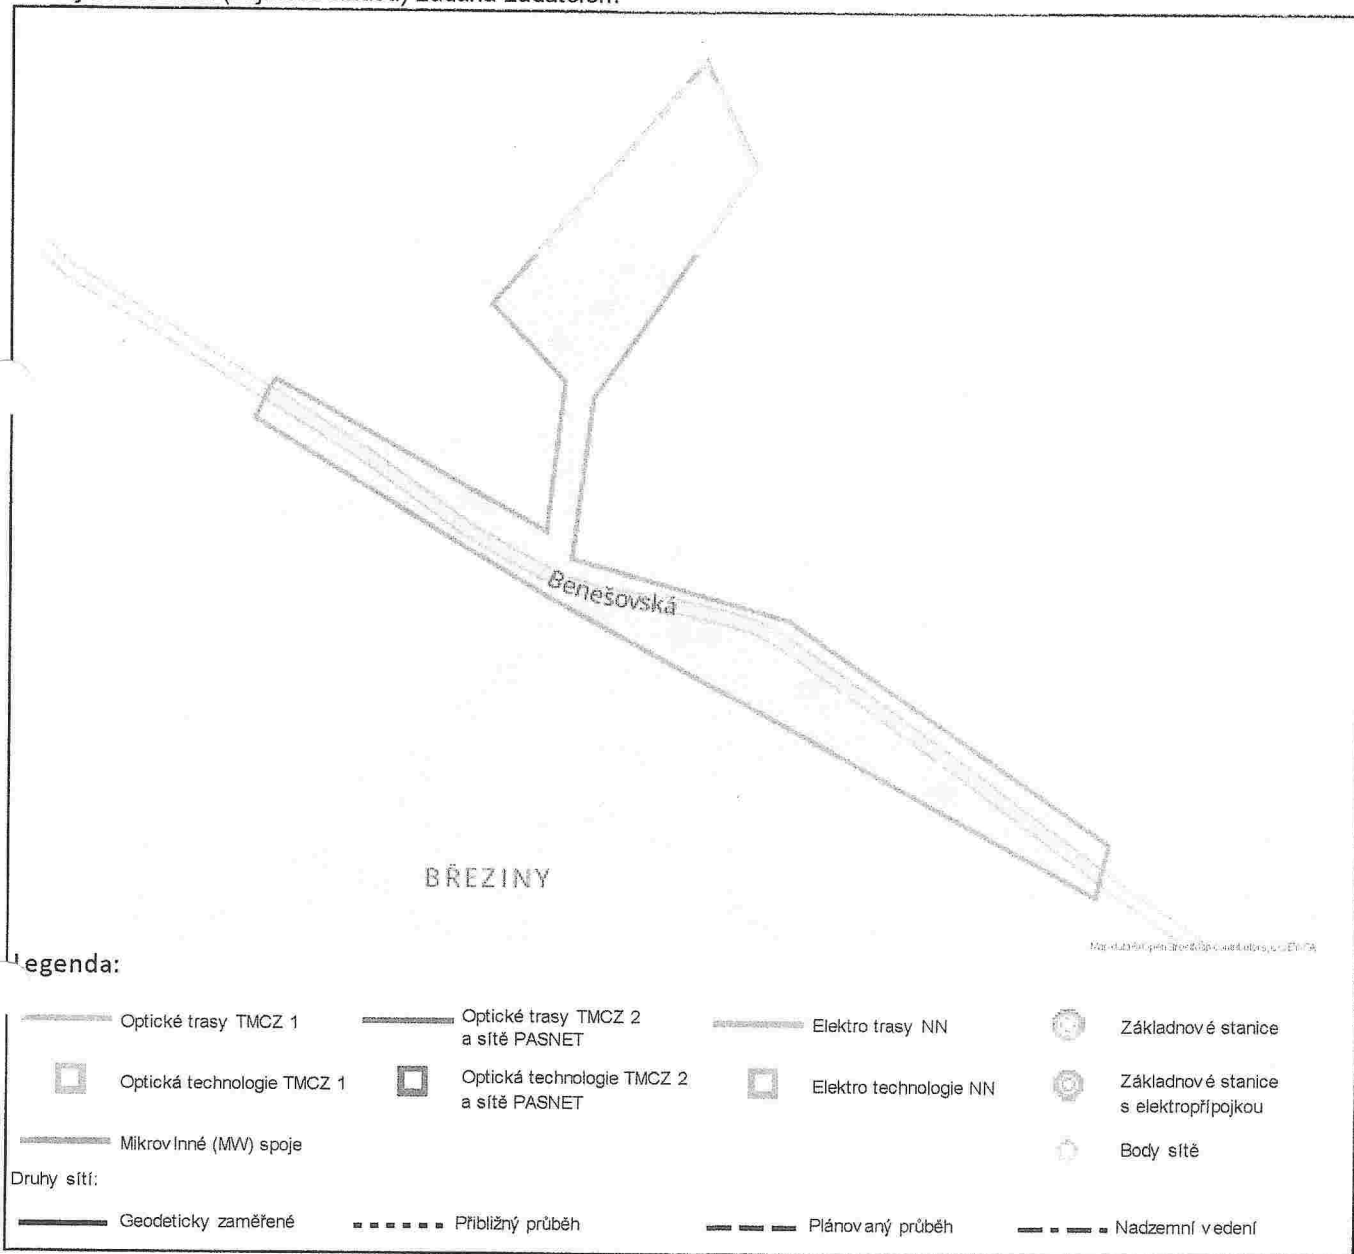 žadatelem
Benešovská
BŘEZINY
Legenda:
Optické trasy TMCZ 1
Optické trasy TMCZ 2
a sítě PASNET
Elektro trasy NN
Základnové stanice
Optická technologie TMCZ 1
Optická technologie TMCZ 2
a sítě PASNET
Elektro technologie NN
Základnové stanice
s elektropřípojkou
Mikrovlnné (MW) spoje
Body sítě
Druhy sítí:
Geodeticky zaměřené
Přibližný průběh
Plánovaný průběh
Nadzemní vedení